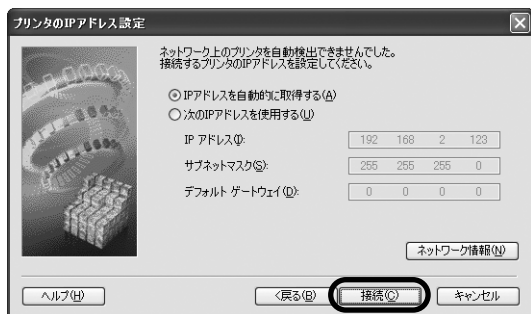 プリンタのIPアドレス設定
ネットワーク上のプリンタを自動検出できませんでした。
接続するプリンタのIPアドレスを設定してください。
IPアドレスを自動的に取得する(A)
次のIPアドレスを使用する(U)
IP アドレス(I): 192 168 2 123
サブネットマスク(S): 255 255 255 0
デフォルト ゲートウェイ(D): 0 0 0 0
ネットワーク情報(N)
ヘルプ(H) <戻る(B) 接続(C) キャンセル